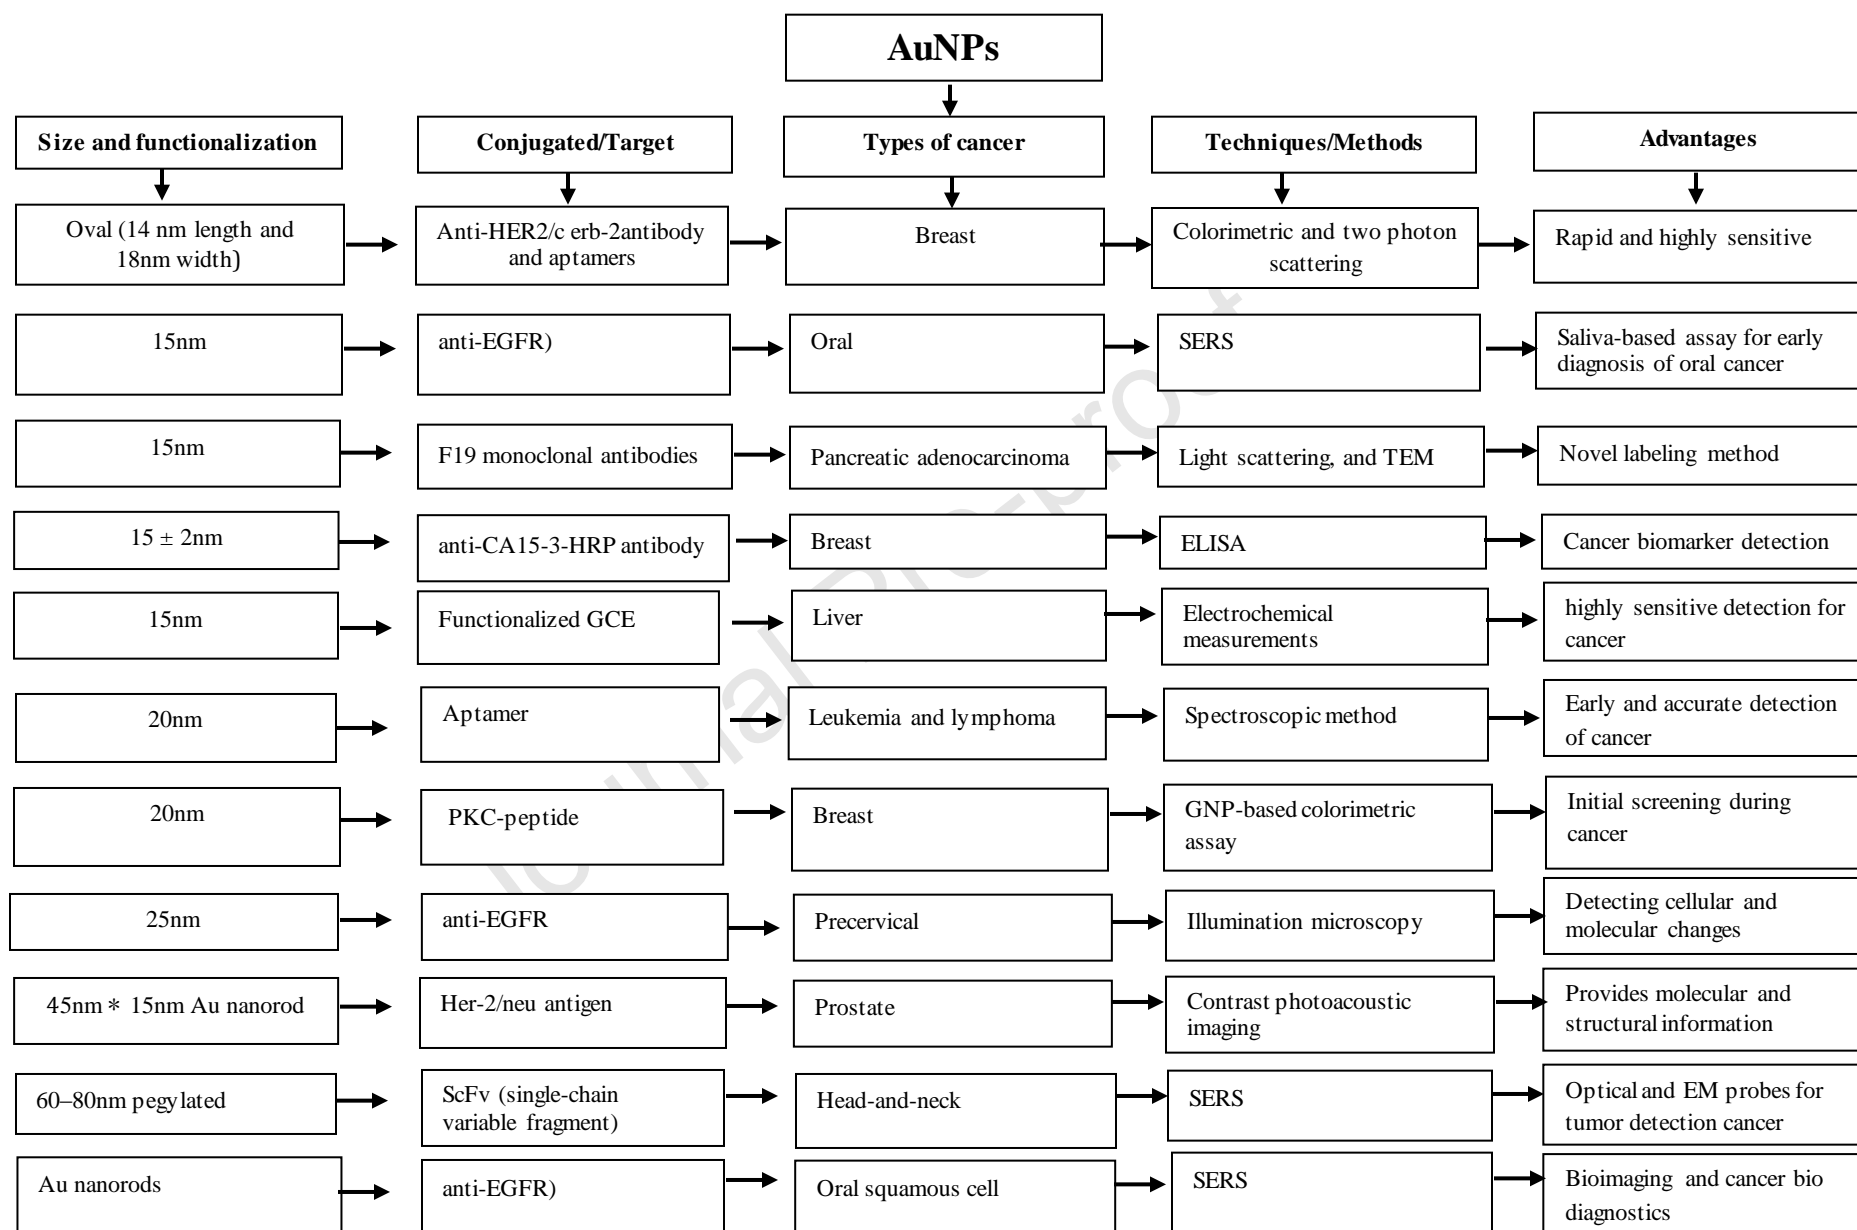 AuNPs
Size and functionalization
Conjugated/Target
Types of cancer
Techniques/Methods
Advantages
Oval (14 nm length and
18nm width)
Anti-HER2/c erb-2antibody
and aptamers
Breast
Colorimetric and two photon
scattering
Rapid and highly sensitive
15nm
anti-EGFR)
Oral
SERS
Saliva-based assay for early
diagnosis of oral cancer
15nm
F19 monoclonal antibodies
Pancreatic adenocarcinoma
Light scattering, and TEM
Novel labeling method
15 ± 2nm
anti-CA15-3-HRP antibody
Breast
ELISA
Cancer biomarker detection
15nm
Functionalized GCE
Liver
Electrochemical
measurements
highly sensitive detection for
cancer
20nm
Aptamer
Leukemia and lymphoma
Spectroscopic method
Early and accurate detection
of cancer
20nm
PKC-peptide
Breast
GNP-based colorimetric
assay
Initial screening during
cancer
25nm
anti-EGFR
Precervical
Illumination microscopy
Detecting cellular and
molecular changes
45nm * 15nm Au nanorod
Her-2/neu antigen
Prostate
Contrast photoacoustic
imaging
Provides molecular and
structural information
60–80nm pegylated
ScFv (single-chain
variable fragment)
Head-and-neck
SERS
Optical and EM probes for
tumor detection cancer
Au nanorods
anti-EGFR)
Oral squamous cell
SERS
Bioimaging and cancer bio
diagnostics
Journal Pre-proof